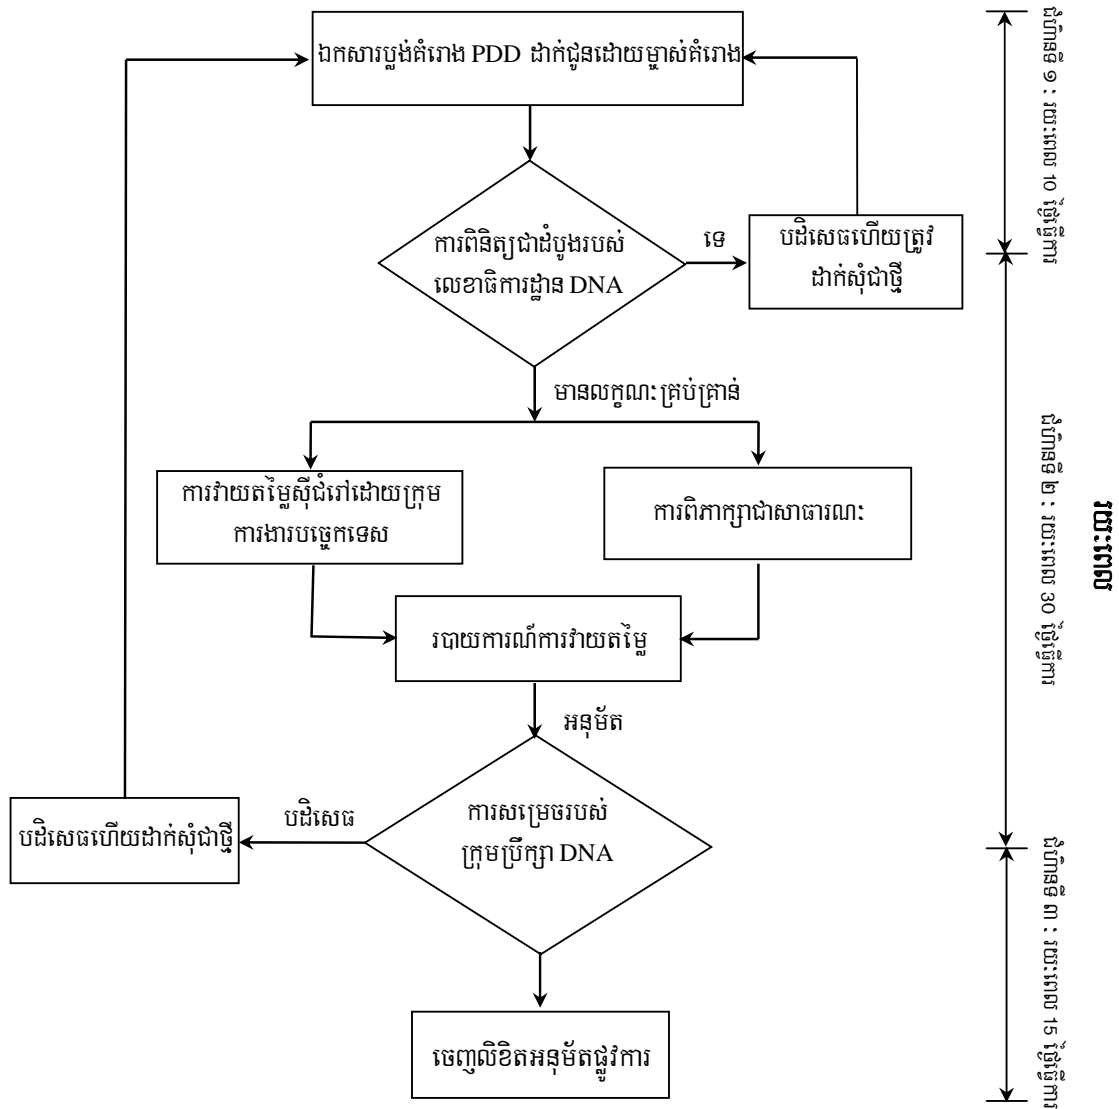 ឯកសារប្លង់គំរោង PDD ដាក់ជូនដោយម្ចាស់គំរោង
ការពិនិត្យជាដំបូងរបស់
លេខាធិការដ្ឋាន DNA
ទេ
បដិសេធហើយត្រូវ
ដាក់សុំជាថ្មី
មានលក្ខណៈគ្រប់គ្រាន់
ការវាយតម្លៃស៊ីជំរៅដោយក្រុម
ការងារបច្ចេកទេស
ការពិភាក្សាជាសាធារណៈ
របាយការណ៍ការវាយតម្លៃ
អនុម័ត
ការសម្រេចរបស់
ក្រុមប្រឹក្សា DNA
បដិសេធ
បដិសេធហើយដាក់សុំជាថ្មី
ចេញលិខិតអនុម័តផ្លូវការ
ជំហ៊ានទី ១ : រយៈពេល 10 ថ្ងៃធ្វើការ
ជំហ៊ានទី ២ : រយៈពេល 30 ថ្ងៃធ្វើការ
ជំហ៊ានទី ៣ : រយៈពេល 15 ថ្ងៃធ្វើការ
រយៈពេល